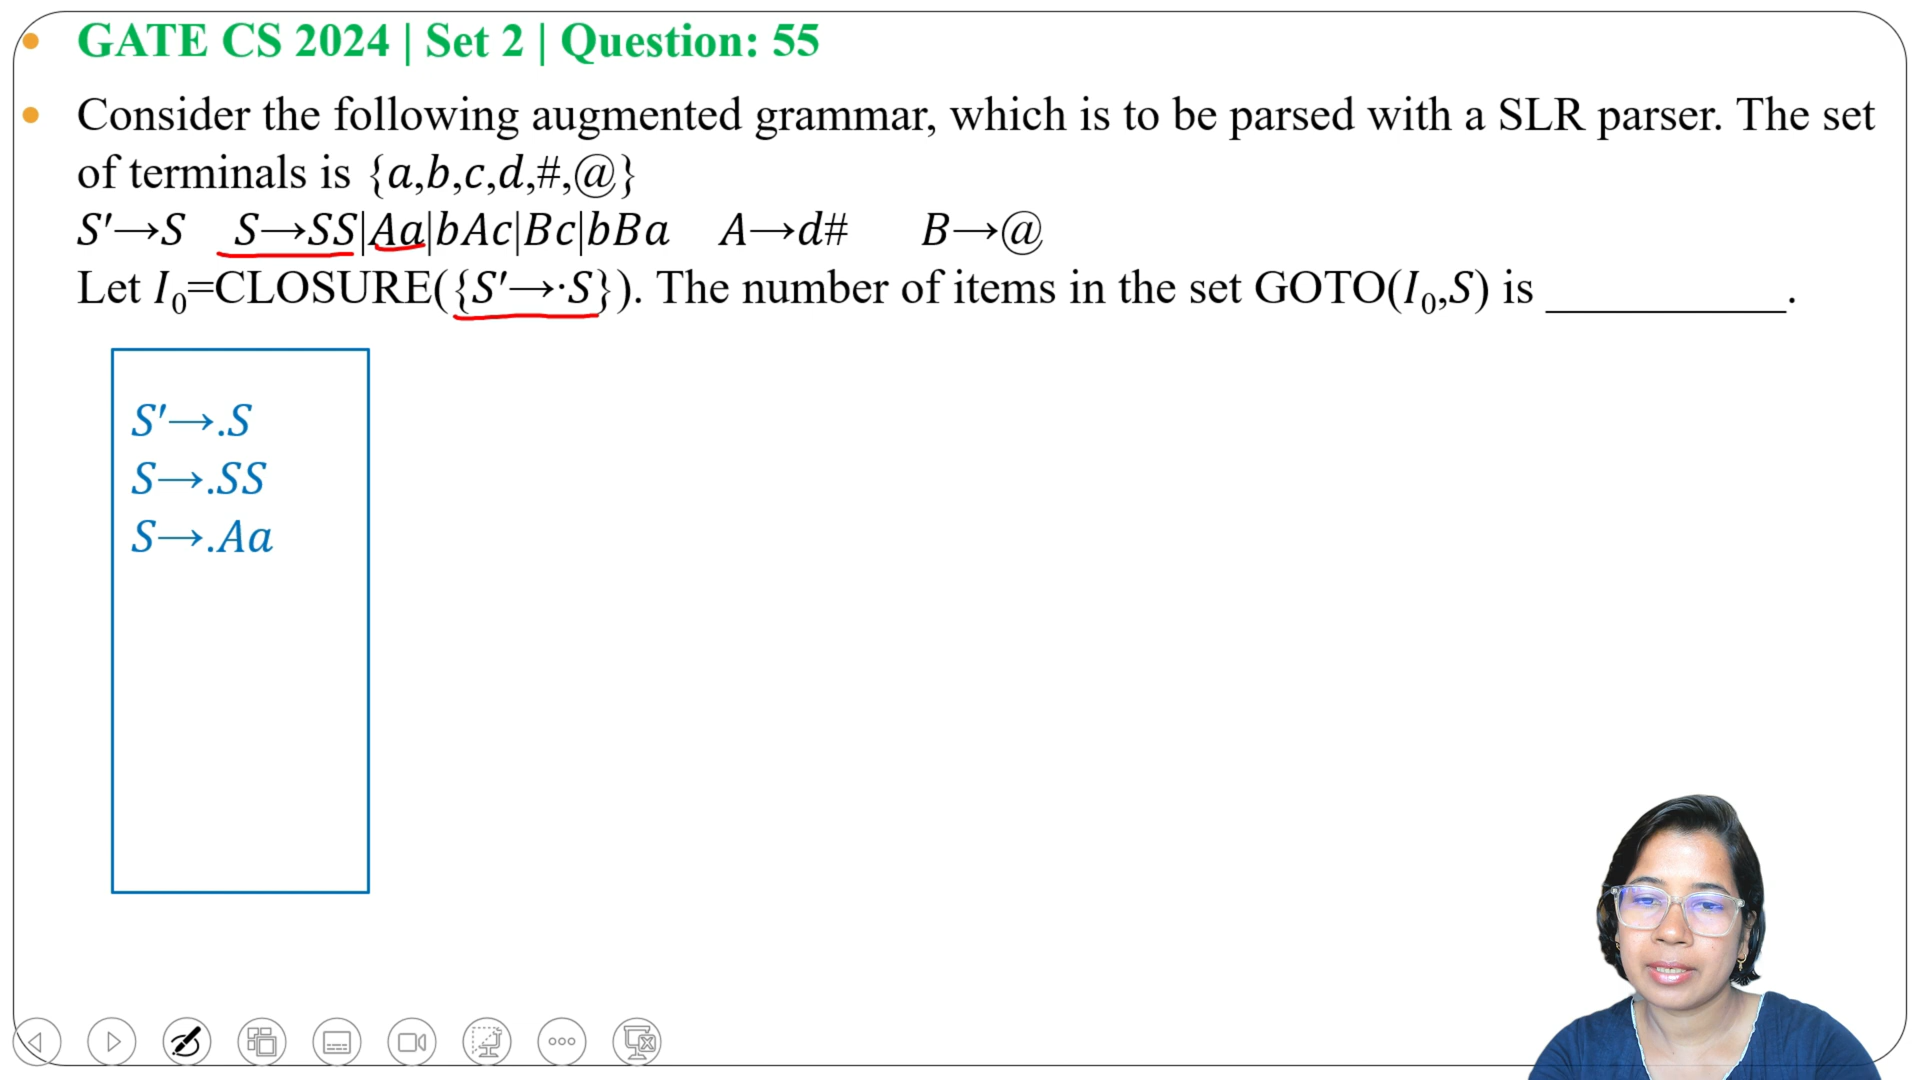 GATE CS 2024 | Set 2 | Question: 55
Consider the following augmented grammar, which is to be parsed with a SLR parser. The set
of terminals is {a,b,c,d,#,@}
S′→S S→SS|Aa|bAc|Bc|bBa A→d# B→@
Let I₀=CLOSURE({S′→·S}). The number of items in the set GOTO(I₀,S) is ___________.
S′→.S
S→.SS
S→.Aa